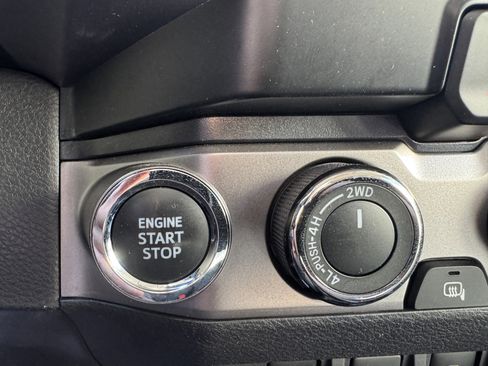 ENGINE
START
STOP
2WD
4L-PUSH-4H